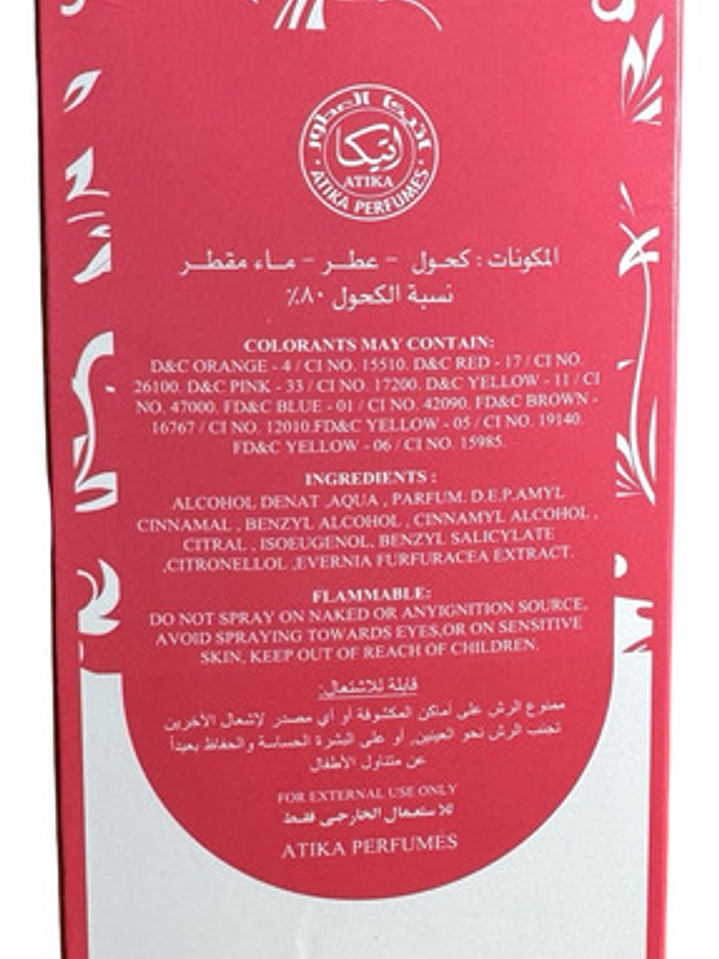 اتيكا للعطور
اتيكا
ATIKA
ATIKA PERFUMES
المكونات : كحول - عطر - ماء مقطر
نسبة الكحول ٨٠٪
COLORANTS MAY CONTAIN:
D&C ORANGE - 4 / CI NO. 15510. D&C RED - 17 / CI NO.
26100. D&C PINK - 33 / CI NO. 17200. D&C YELLOW - 11 / CI
NO. 47000. FD&C BLUE - 01 / CI NO. 42090. FD&C BROWN -
16767 / CI NO. 12010.FD&C YELLOW - 05 / CI NO. 19140.
FD&C YELLOW - 06 / CI NO. 15985.
INGREDIENTS :
ALCOHOL DENAT ,AQUA , PARFUM. D.E.P.AMYL
CINNAMAL , BENZYL ALCOHOL , CINNAMYL ALCOHOL ,
CITRAL , ISOEUGENOL, BENZYL SALICYLATE
,CITRONELLOL ,EVERNIA FURFURACEA EXTRACT.
FLAMMABLE:
DO NOT SPRAY ON NAKED OR ANYIGNITION SOURCE,
AVOID SPRAYING TOWARDS EYES,OR ON SENSITIVE
SKIN, KEEP OUT OF REACH OF CHILDREN.
قابلة للاشتعال:
ممنوع الرش على أماكن المكشوفة او أي مصدر لإشعال الآخرين
تجنب الرش نحو العينين, أو على البشرة الحساسة والحفاظ بعيداً
عن متناول الأطفال
FOR EXTERNAL USE ONLY
للاستعمال الخارجي فقط
ATIKA PERFUMES